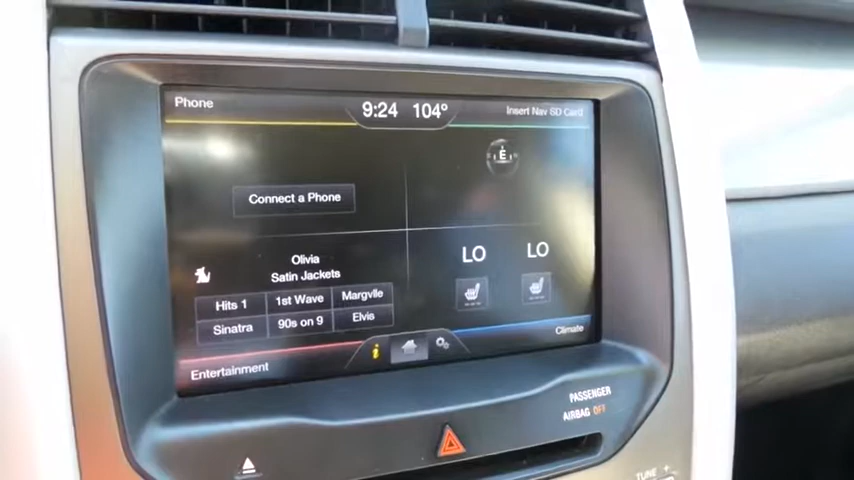 Phone
9:24 104°
Insert Nav SD Card
E
Connect a Phone
LO LO
Olivia
Satin Jackets
Hits 1 1st Wave Margvlle
Sinatra 90s on 9 Elvis
Entertainment
i
Climate
PASSENGER
AIRBAG OFF
TUNE +